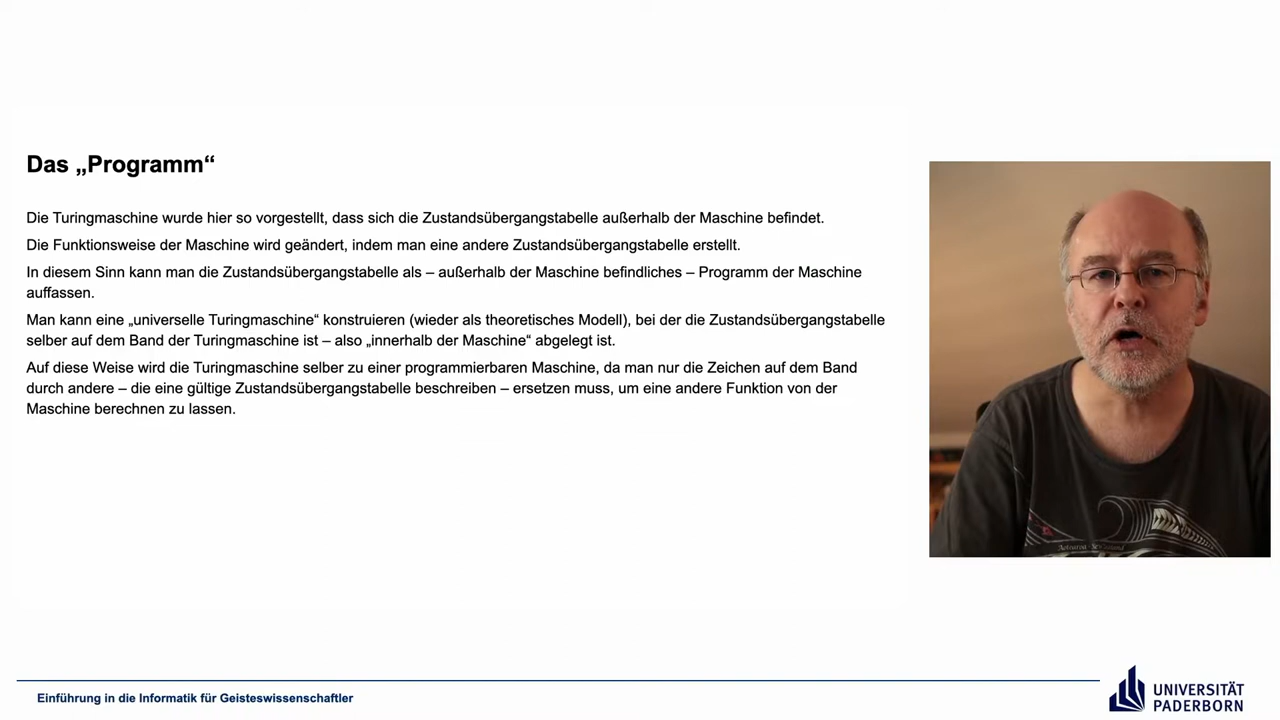 Das „Programm“
Die Turingmaschine wurde hier so vorgestellt, dass sich die Zustandsübergangstabelle außerhalb der Maschine befindet.
Die Funktionsweise der Maschine wird geändert, indem man eine andere Zustandsübergangstabelle erstellt.
In diesem Sinn kann man die Zustandsübergangstabelle als – außerhalb der Maschine befindliches – Programm der Maschine
auffassen.
Man kann eine „universelle Turingmaschine“ konstruieren (wieder als theoretisches Modell), bei der die Zustandsübergangstabelle
selber auf dem Band der Turingmaschine ist – also „innerhalb der Maschine“ abgelegt ist.
Auf diese Weise wird die Turingmaschine selber zu einer programmierbaren Maschine, da man nur die Zeichen auf dem Band
durch andere – die eine gültige Zustandsübergangstabelle beschreiben – ersetzen muss, um eine andere Funktion von der
Maschine berechnen zu lassen.
Einführung in die Informatik für Geisteswissenschaftler
UNIVERSITÄT
PADERBORN